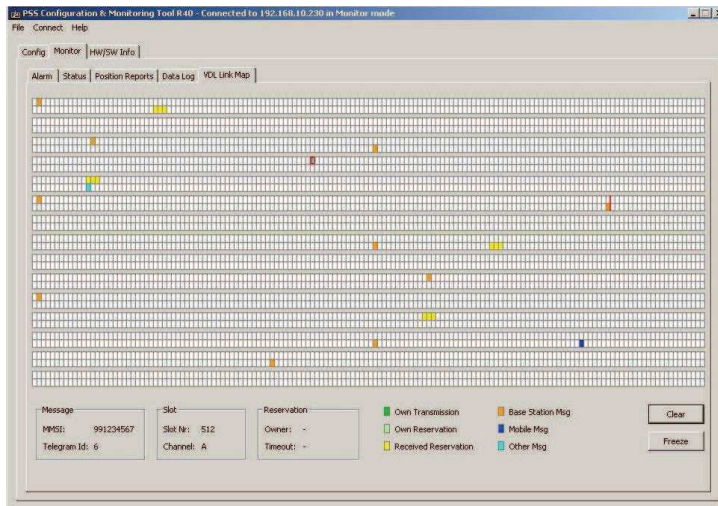 PSS Configuration & Monitoring Tool R40 - Connected to 192.168.10.230 in Monitor mode
File Connect Help
Config Monitor HW/SW Info
Alarm Status Position Reports Data Log VDL Link Map
Message
MMSI: 991234567
Telegram Id: 6
Slot
Slot Nr: 512
Channel: A
Reservation
Owner: -
Timeout: -
Own Transmission
Own Reservation
Received Reservation
Base Station Msg
Mobile Msg
Other Msg
Clear
Freeze